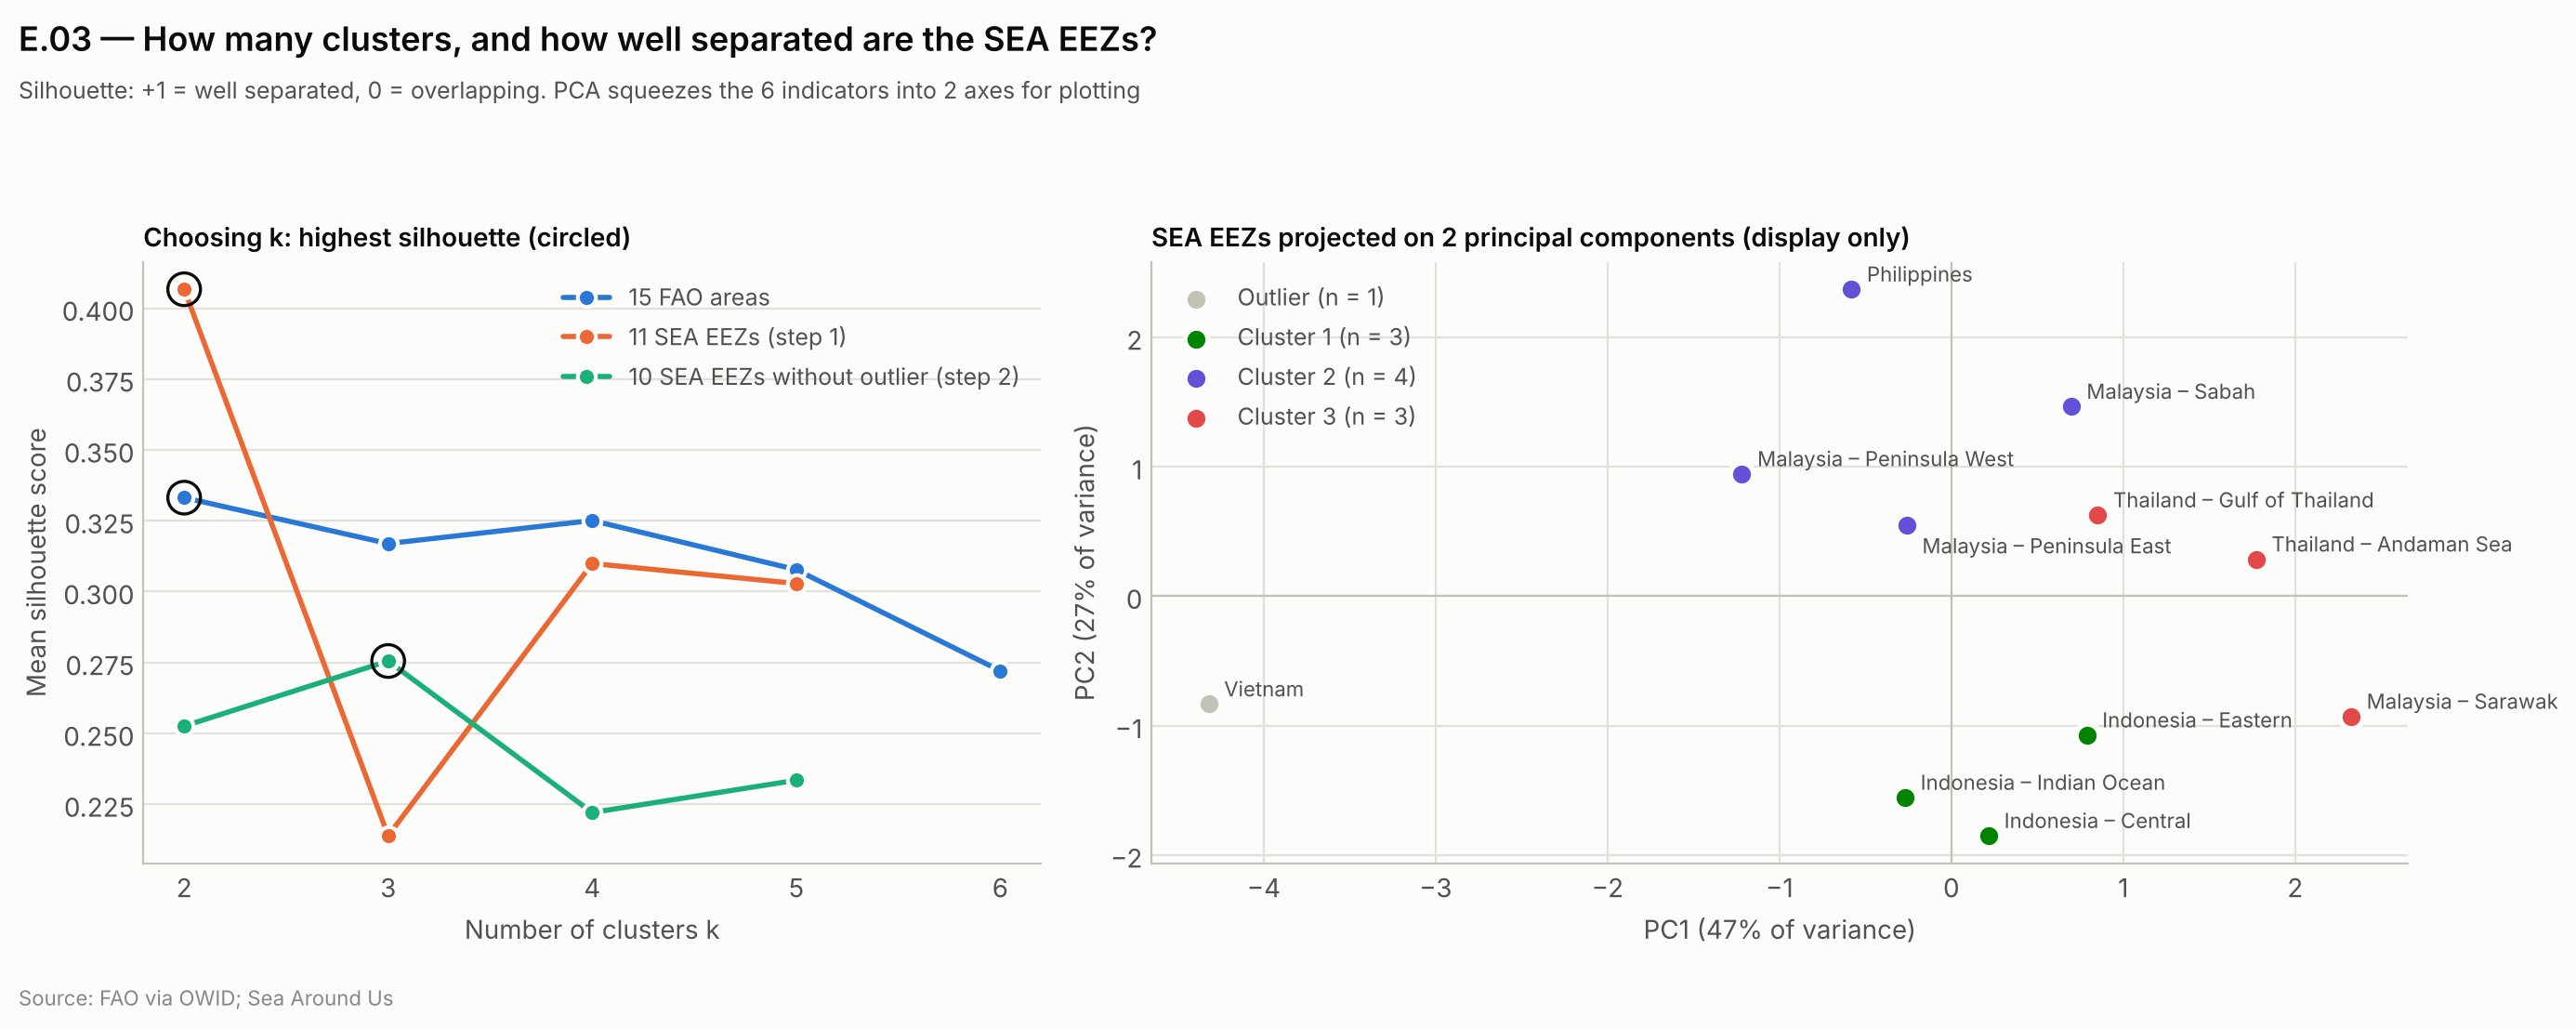 E.03 — How many clusters, and how well separated are the SEA EEZs?
Silhouette: +1 = well separated, 0 = overlapping. PCA squeezes the 6 indicators into 2 axes for plotting
Choosing k: highest silhouette (circled)
15 FAO areas
11 SEA EEZs (step 1)
10 SEA EEZs without outlier (step 2)
Mean silhouette score
0.400
0.375
0.350
0.325
0.300
0.275
0.250
0.225
2 3 4 5 6
Number of clusters k
SEA EEZs projected on 2 principal components (display only)
Outlier (n = 1)
Cluster 1 (n = 3)
Cluster 2 (n = 4)
Cluster 3 (n = 3)
PC2 (27% of variance)
2
1
0
−1
−2
Philippines
Malaysia – Sabah
Malaysia – Peninsula West
Thailand – Gulf of Thailand
Malaysia – Peninsula East
Thailand – Andaman Sea
Vietnam
Malaysia – Sarawak
Indonesia – Eastern
Indonesia – Indian Ocean
Indonesia – Central
−4 −3 −2 −1 0 1 2
PC1 (47% of variance)
Source: FAO via OWID; Sea Around Us